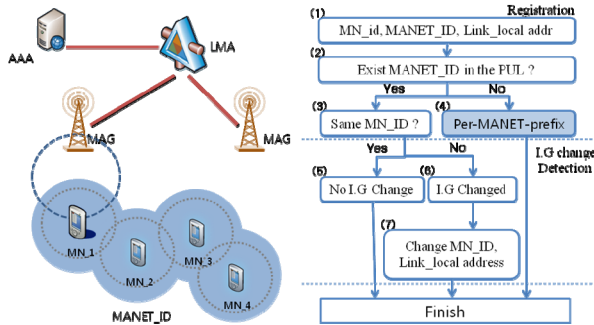 AAA
LMA
MAG
MAG
MN_1
MN_2
MN_3
MN_4
MANET_ID
Registration
(1)
MN_id, MANET_ID, Link_local addr
(2)
Exist MANET_ID in the PUL ?
Yes
No
(3)
Same MN_ID ?
(4)
Per-MANET-prefix
Yes
No
I.G change
Detection
(5)
No I.G Change
(6)
I.G Changed
(7)
Change MN_ID,
Link_local address
Finish